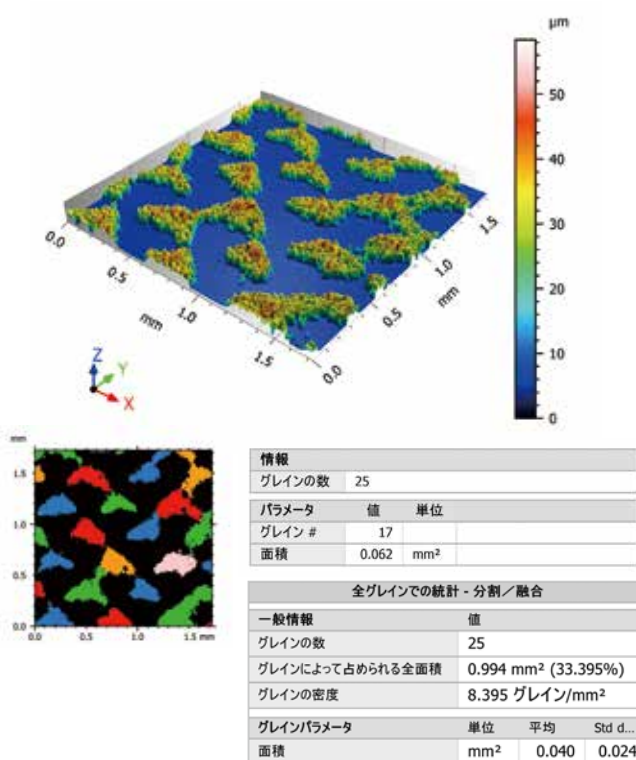 µm
50
40
30
20
10
0
0.0
0.5
mm
1.0
1.5
0.0
0.5
mm
1.0
1.5
Z
Y
X
mm
1.5
1.0
0.5
0.0
0.0 0.5 1.0 1.5 mm
情報
グレインの数 25
パラメータ 値 単位
グレイン # 17
面積 0.062 mm²
全グレインでの統計 - 分割／融合
一般情報 値
グレインの数 25
グレインによって占められる全面積 0.994 mm² (33.395%)
グレインの密度 8.395 グレイン/mm²
グレインパラメータ 単位 平均 Std d...
面積 mm² 0.040 0.024